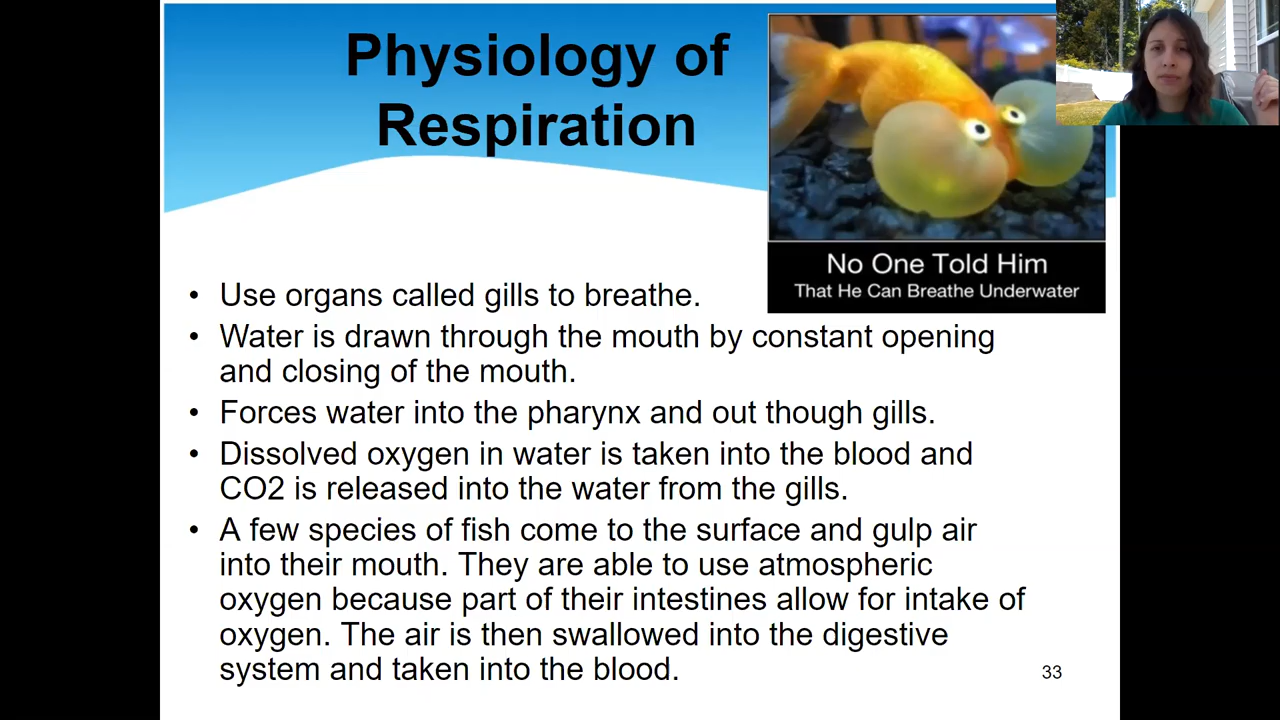 Physiology of
Respiration
No One Told Him
That He Can Breathe Underwater
• Use organs called gills to breathe.
• Water is drawn through the mouth by constant opening
and closing of the mouth.
• Forces water into the pharynx and out though gills.
• Dissolved oxygen in water is taken into the blood and
CO2 is released into the water from the gills.
• A few species of fish come to the surface and gulp air
into their mouth. They are able to use atmospheric
oxygen because part of their intestines allow for intake of
oxygen. The air is then swallowed into the digestive
system and taken into the blood.
33